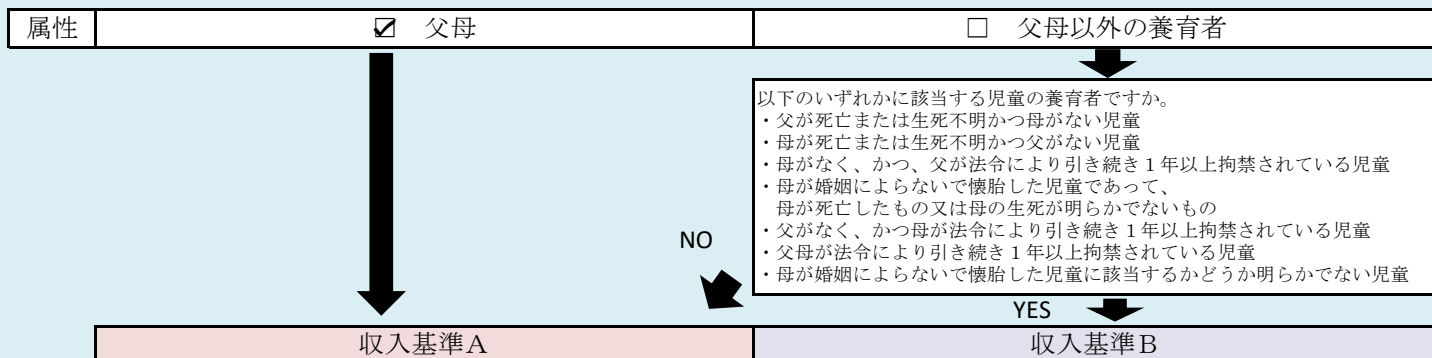 属性 ☑ 父母 □ 父母以外の養育者
以下のいずれかに該当する児童の養育者ですか。
・父が死亡または生死不明かつ母がない児童
・母が死亡または生死不明かつ父がない児童
・母がなく、かつ、父が法令により引き続き１年以上拘禁されている児童
・母が婚姻によらないで懐胎した児童であって、
母が死亡したもの又は母の生死が明らかでないもの
・父がなく、かつ母が法令により引き続き１年以上拘禁されている児童
・父母が法令により引き続き１年以上拘禁されている児童
・母が婚姻によらないで懐胎した児童に該当するかどうか明らかでない児童
NO
YES
収入基準Ａ 収入基準Ｂ